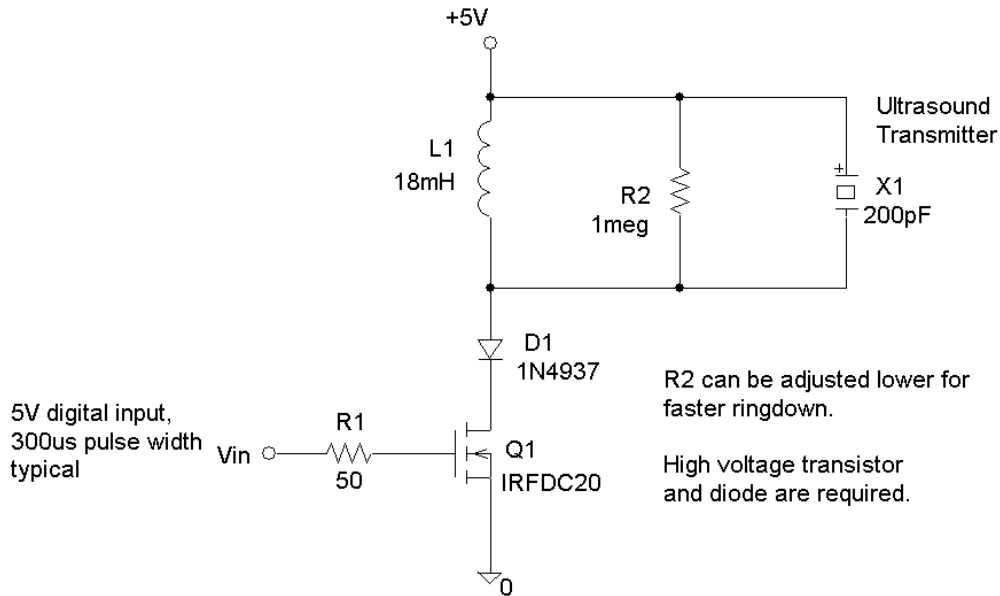 +5V
Ultrasound
Transmitter
L1
18mH
R2
1meg
+
X1
200pF
D1
1N4937
R2 can be adjusted lower for
faster ringdown.
5V digital input,
300us pulse width
typical
Vin
R1
50
Q1
IRFDC20
High voltage transistor
and diode are required.
0